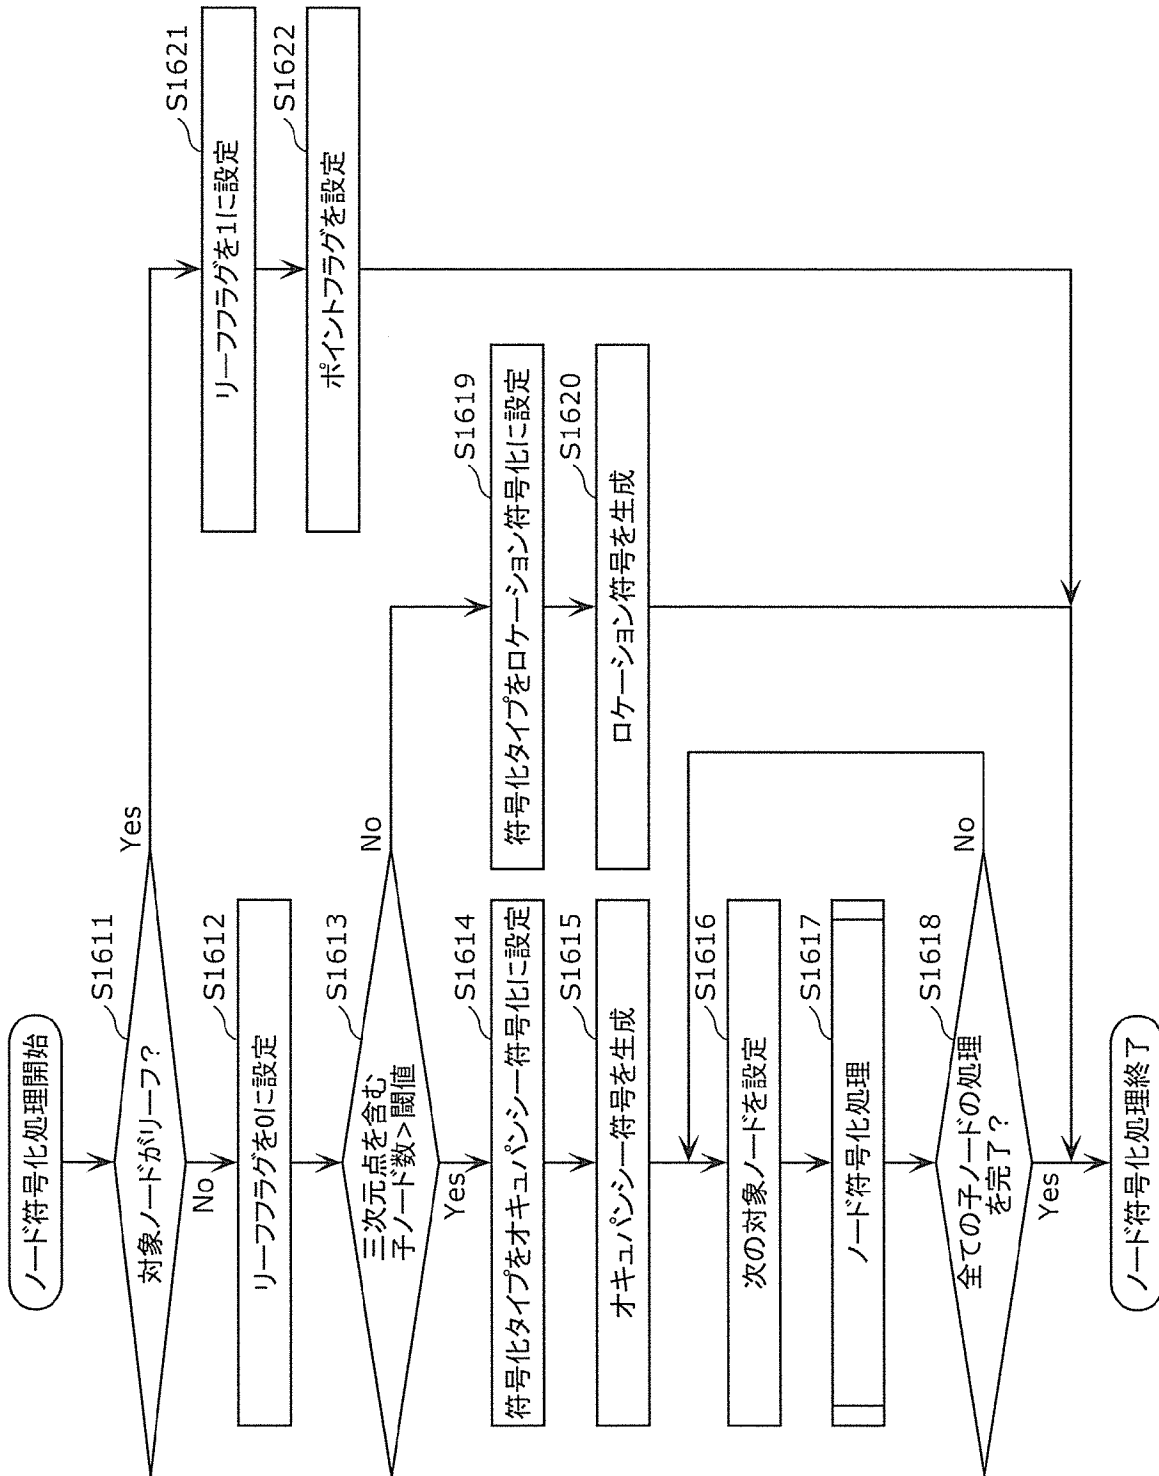 ノード符号化処理開始
S1611
対象ノードがリーフ？
Yes
No
S1612
リーフフラグを0に設定
S1613
三次元点を含む
子ノード数>閾値
No
Yes
S1614
符号化タイプをオキュパンシー符号化に設定
S1615
オキュパンシー符号を生成
S1616
次の対象ノードを設定
S1617
ノード符号化処理
S1618
全ての子ノードの処理
を完了？
No
Yes
ノード符号化処理終了
S1619
符号化タイプをロケーション符号化に設定
S1620
ロケーション符号を生成
S1621
リーフフラグを1に設定
S1622
ポイントフラグを設定